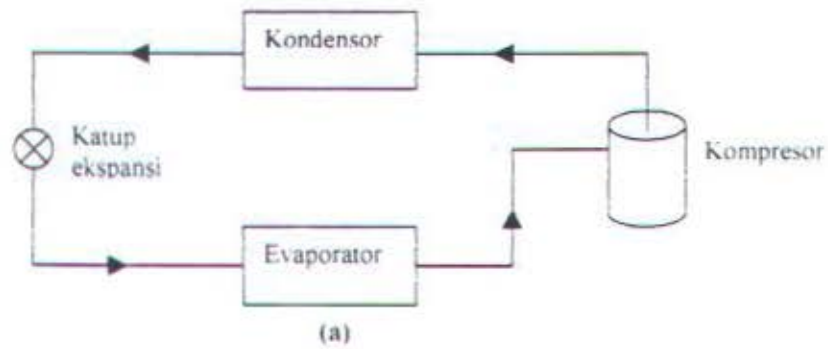 Kondensor
Katup
ekspansi
Kompresor
Evaporator
(a)